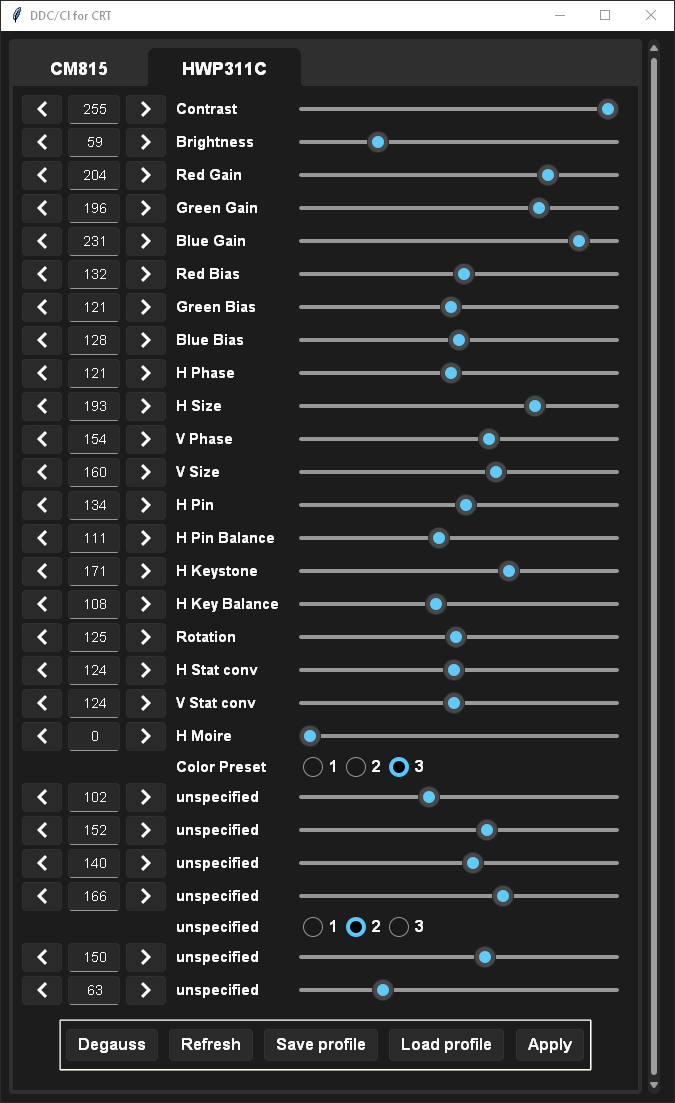 DDC/CI for CRT
CM815 HWP311C
255 Contrast
59 Brightness
204 Red Gain
196 Green Gain
231 Blue Gain
132 Red Bias
121 Green Bias
128 Blue Bias
121 H Phase
193 H Size
154 V Phase
160 V Size
134 H Pin
111 H Pin Balance
171 H Keystone
108 H Key Balance
125 Rotation
124 H Stat conv
124 V Stat conv
0 H Moire
Color Preset 1 2 3
102 unspecified
152 unspecified
140 unspecified
166 unspecified
unspecified 1 2 3
150 unspecified
63 unspecified
Degauss Refresh Save profile Load profile Apply